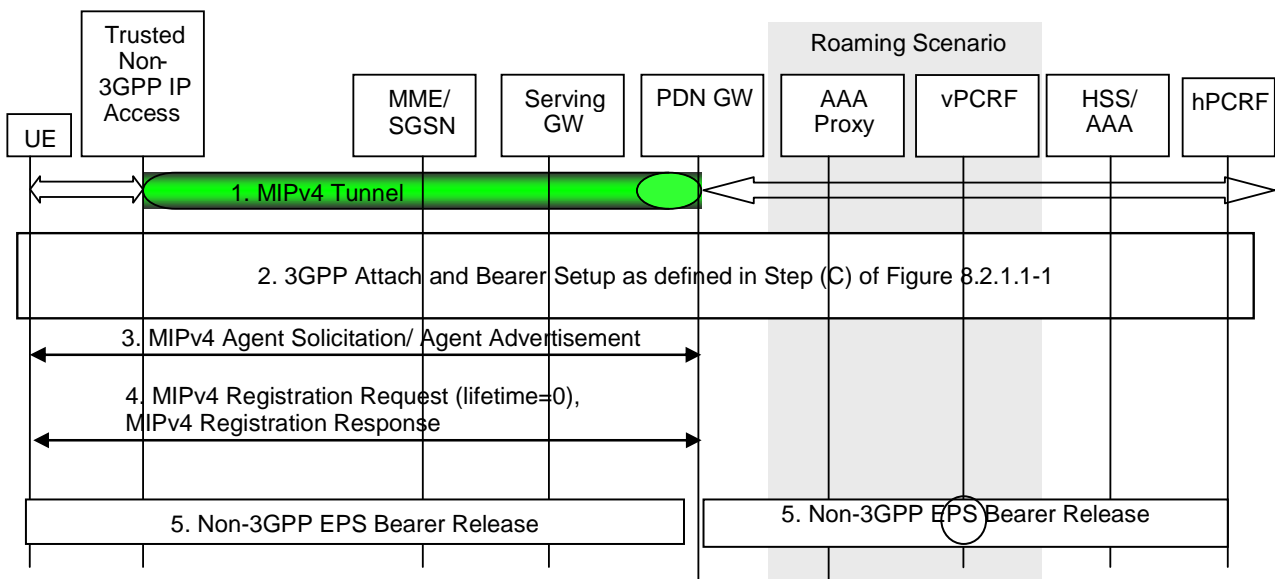 Roaming Scenario
UE
Trusted
Non-
3GPP IP
Access
MME/
SGSN
Serving
GW
PDN GW
AAA
Proxy
vPCRF
HSS/
AAA
hPCRF
1. MIPv4 Tunnel
2. 3GPP Attach and Bearer Setup as defined in Step (C) of Figure 8.2.1.1-1
3. MIPv4 Agent Solicitation/ Agent Advertisement
4. MIPv4 Registration Request (lifetime=0),
MIPv4 Registration Response
5. Non-3GPP EPS Bearer Release
5. Non-3GPP EPS Bearer Release